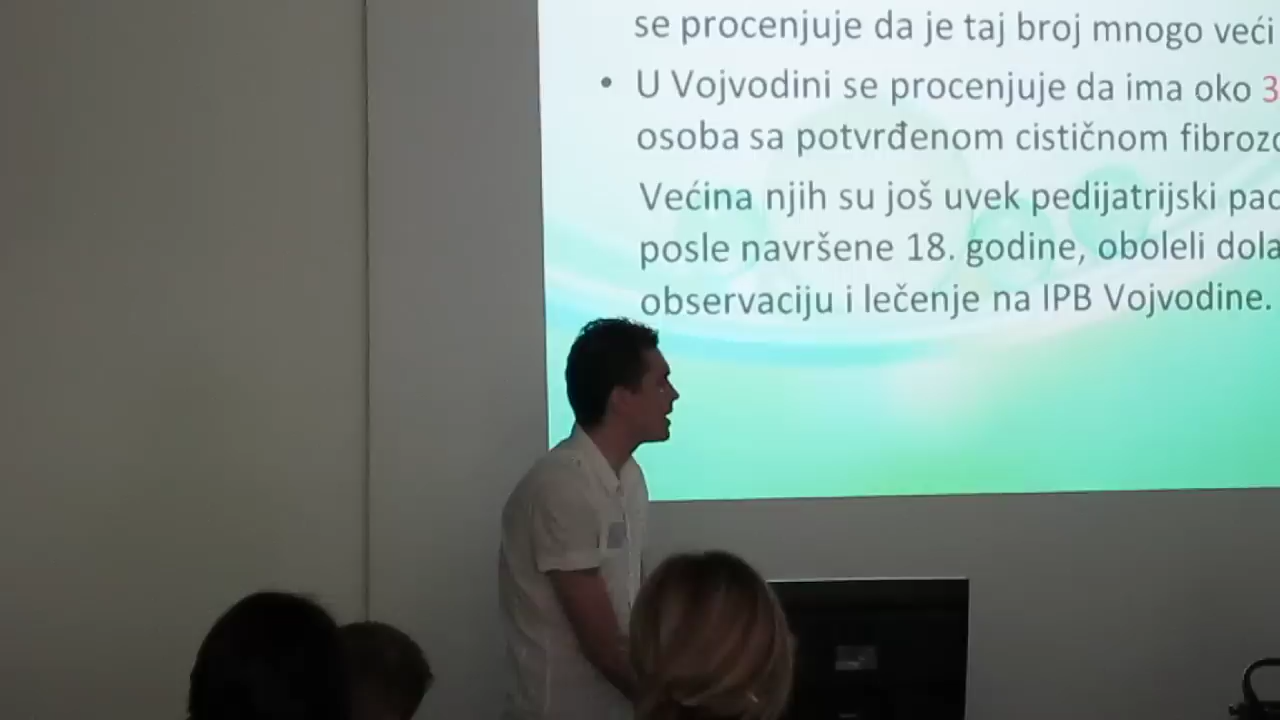 se procenjuje da je taj broj mnogo veći
• U Vojvodini se procenjuje da ima oko 3
osoba sa potvrđenom cističnom
Većina njih su još uvek pedijatrijski
posle navršene 18. godine, oboleli
observaciju i lečenje na IPB Vojvodine.